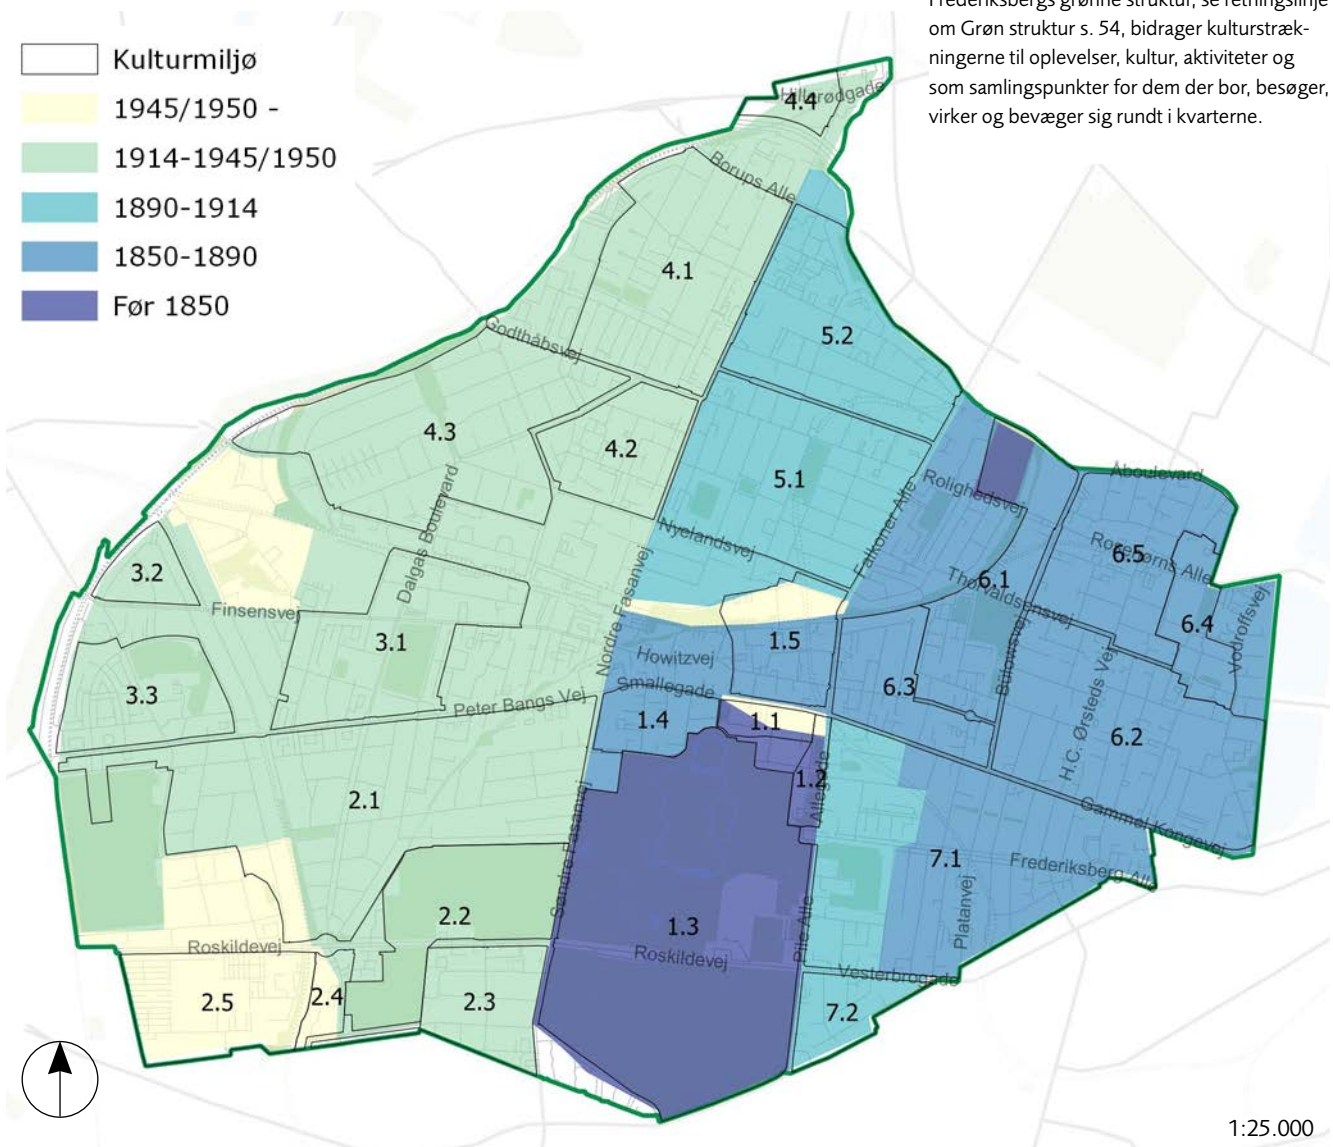 Frederiksbergs grønne struktur, se retningslinje
om Grøn struktur s. 54, bidrager kulturstræk-
ningerne til oplevelser, kultur, aktiviteter og
som samlingspunkter for dem der bor, besøger,
virker og bevæger sig rundt i kvarterne.
Kulturmiljø
1945/1950 -
1914-1945/1950
1890-1914
1850-1890
Før 1850
Hillerødgade
4.4
Borups Alle
4.1
Godthåbsvej
5.2
4.3
4.2
5.1
Dalgas Boulevard
Nyelandsvej
Falkoner Alle
Rolighedsvej
Åboulevard
Rosenørns Alle
6.5
3.2
Finsensvej
3.1
Nordre Fasanvej
Thorvaldsensvej
6.1
6.4
Vodroffsvej
Howitzvej
1.5
Smallegade
6.3
Bülowsvej
H.C. Ørsteds Vej
3.3
Peter Bangs Vej
1.4
1.1
6.2
1.2
Allegade
2.1
Søndre Fasanvej
Gammel Kongevej
7.1
Frederiksberg Alle
2.2
1.3
Pile Alle
Platanvej
Roskildevej
Roskildevej
Vesterbrogade
2.5
2.4
2.3
7.2
1:25.000